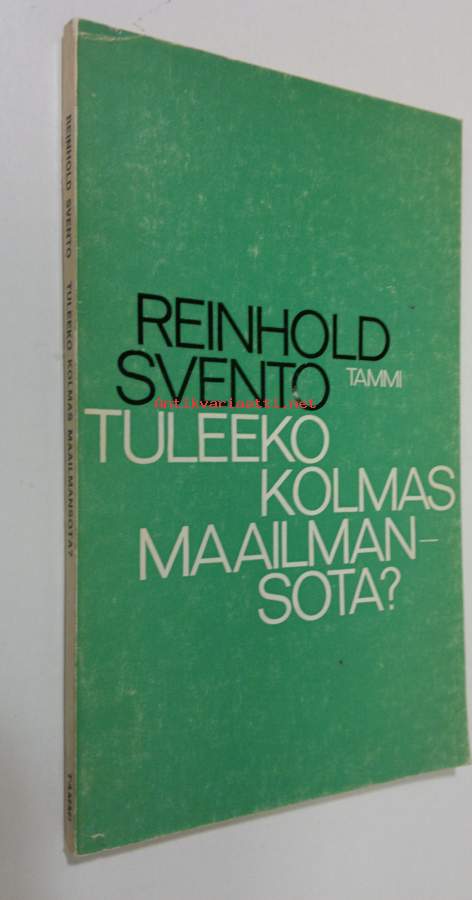 REINHOLD
SVENTO
TAMMI
TULEEKO
KOLMAS
MAAILMAN-
SOTA?
Antikvariaatti.net
REINHOLD SVENTO TULEEKO KOLMAS MAAILMANSOTA?